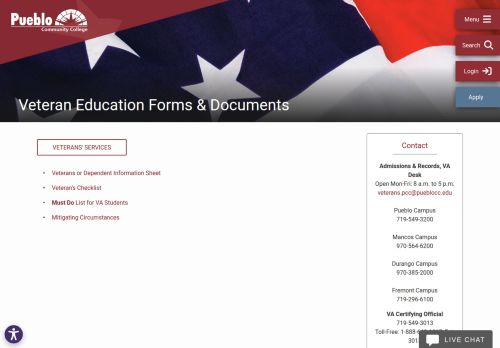 Pueblo
Community College
Menu
Search
Login
Apply
Veteran Education Forms & Documents
VETERANS' SERVICES
Veterans or Dependent Information Sheet
Veteran's Checklist
Must Do List for VA Students
Mitigating Circumstances
Contact
Admissions & Records, VA
Desk
Open Mon-Fri: 8 a.m. to 5 p.m.
veterans.pcc@pueblocc.edu
Pueblo Campus
719-549-3200
Mancos Campus
970-564-6200
Durango Campus
970-385-2000
Fremont Campus
719-296-6100
VA Certifying Official
719-549-3013
Toll-Free: 1-888-
301
LIVE CHAT